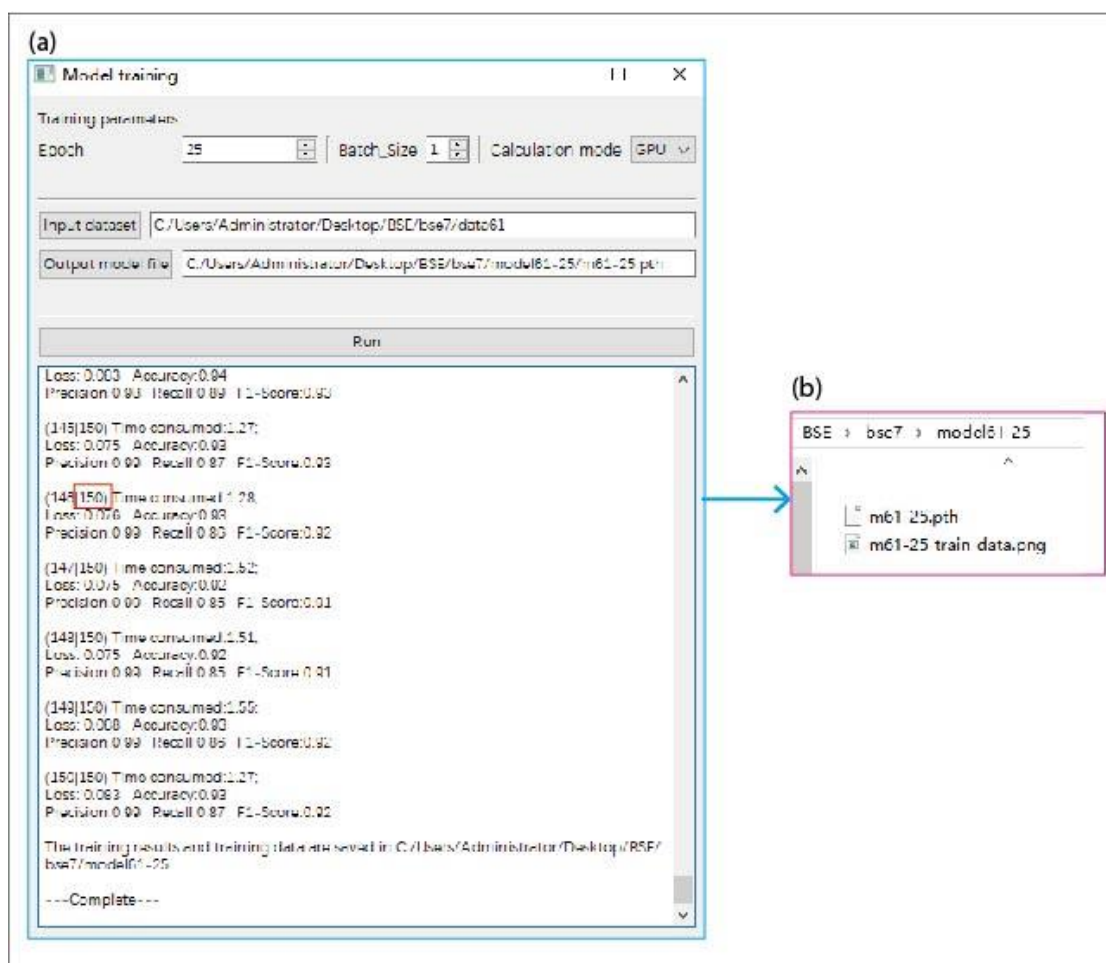 (a)
Model training
Training parameters
Epoch 25 Batch_Size 1 Calculation mode GPU
Input dataset C:/Users/Administrator/Desktop/BSE/bse7/data61
Output model file C:/Users/Administrator/Desktop/BSE/bse7/model61-25/m61-25.pth
Run
Accuracy:0.94
Precision:0.93 Recall:0.89 F1-Score:0.93
(145|150) Time consumed:1.27;
Loss: 0.075 Accuracy:0.93
Precision:0.99 Recall:0.87 F1-Score:0.93
(146|150) Time consumed:1.28;
Loss: 0.076 Accuracy:0.93
Precision:0.99 Recall:0.86 F1-Score:0.92
(147|150) Time consumed:1.52;
Loss: 0.075 Accuracy:0.92
Precision:0.99 Recall:0.85 F1-Score:0.91
(148|150) Time consumed:1.51;
Loss: 0.075 Accuracy:0.92
Precision:0.99 Recall:0.85 F1-Score:0.91
(149|150) Time consumed:1.55;
Loss: 0.068 Accuracy:0.93
Precision:0.99 Recall:0.86 F1-Score:0.92
(150|150) Time consumed:1.27;
Loss: 0.083 Accuracy:0.93
Precision:0.99 Recall:0.87 F1-Score:0.92
The training results and training data are saved in C:/Users/Administrator/Desktop/BSE/
bse7/model61-25
---Complete---
(b)
BSE › bse7 › model61-25
m61-25.pth
m61-25 train data.png